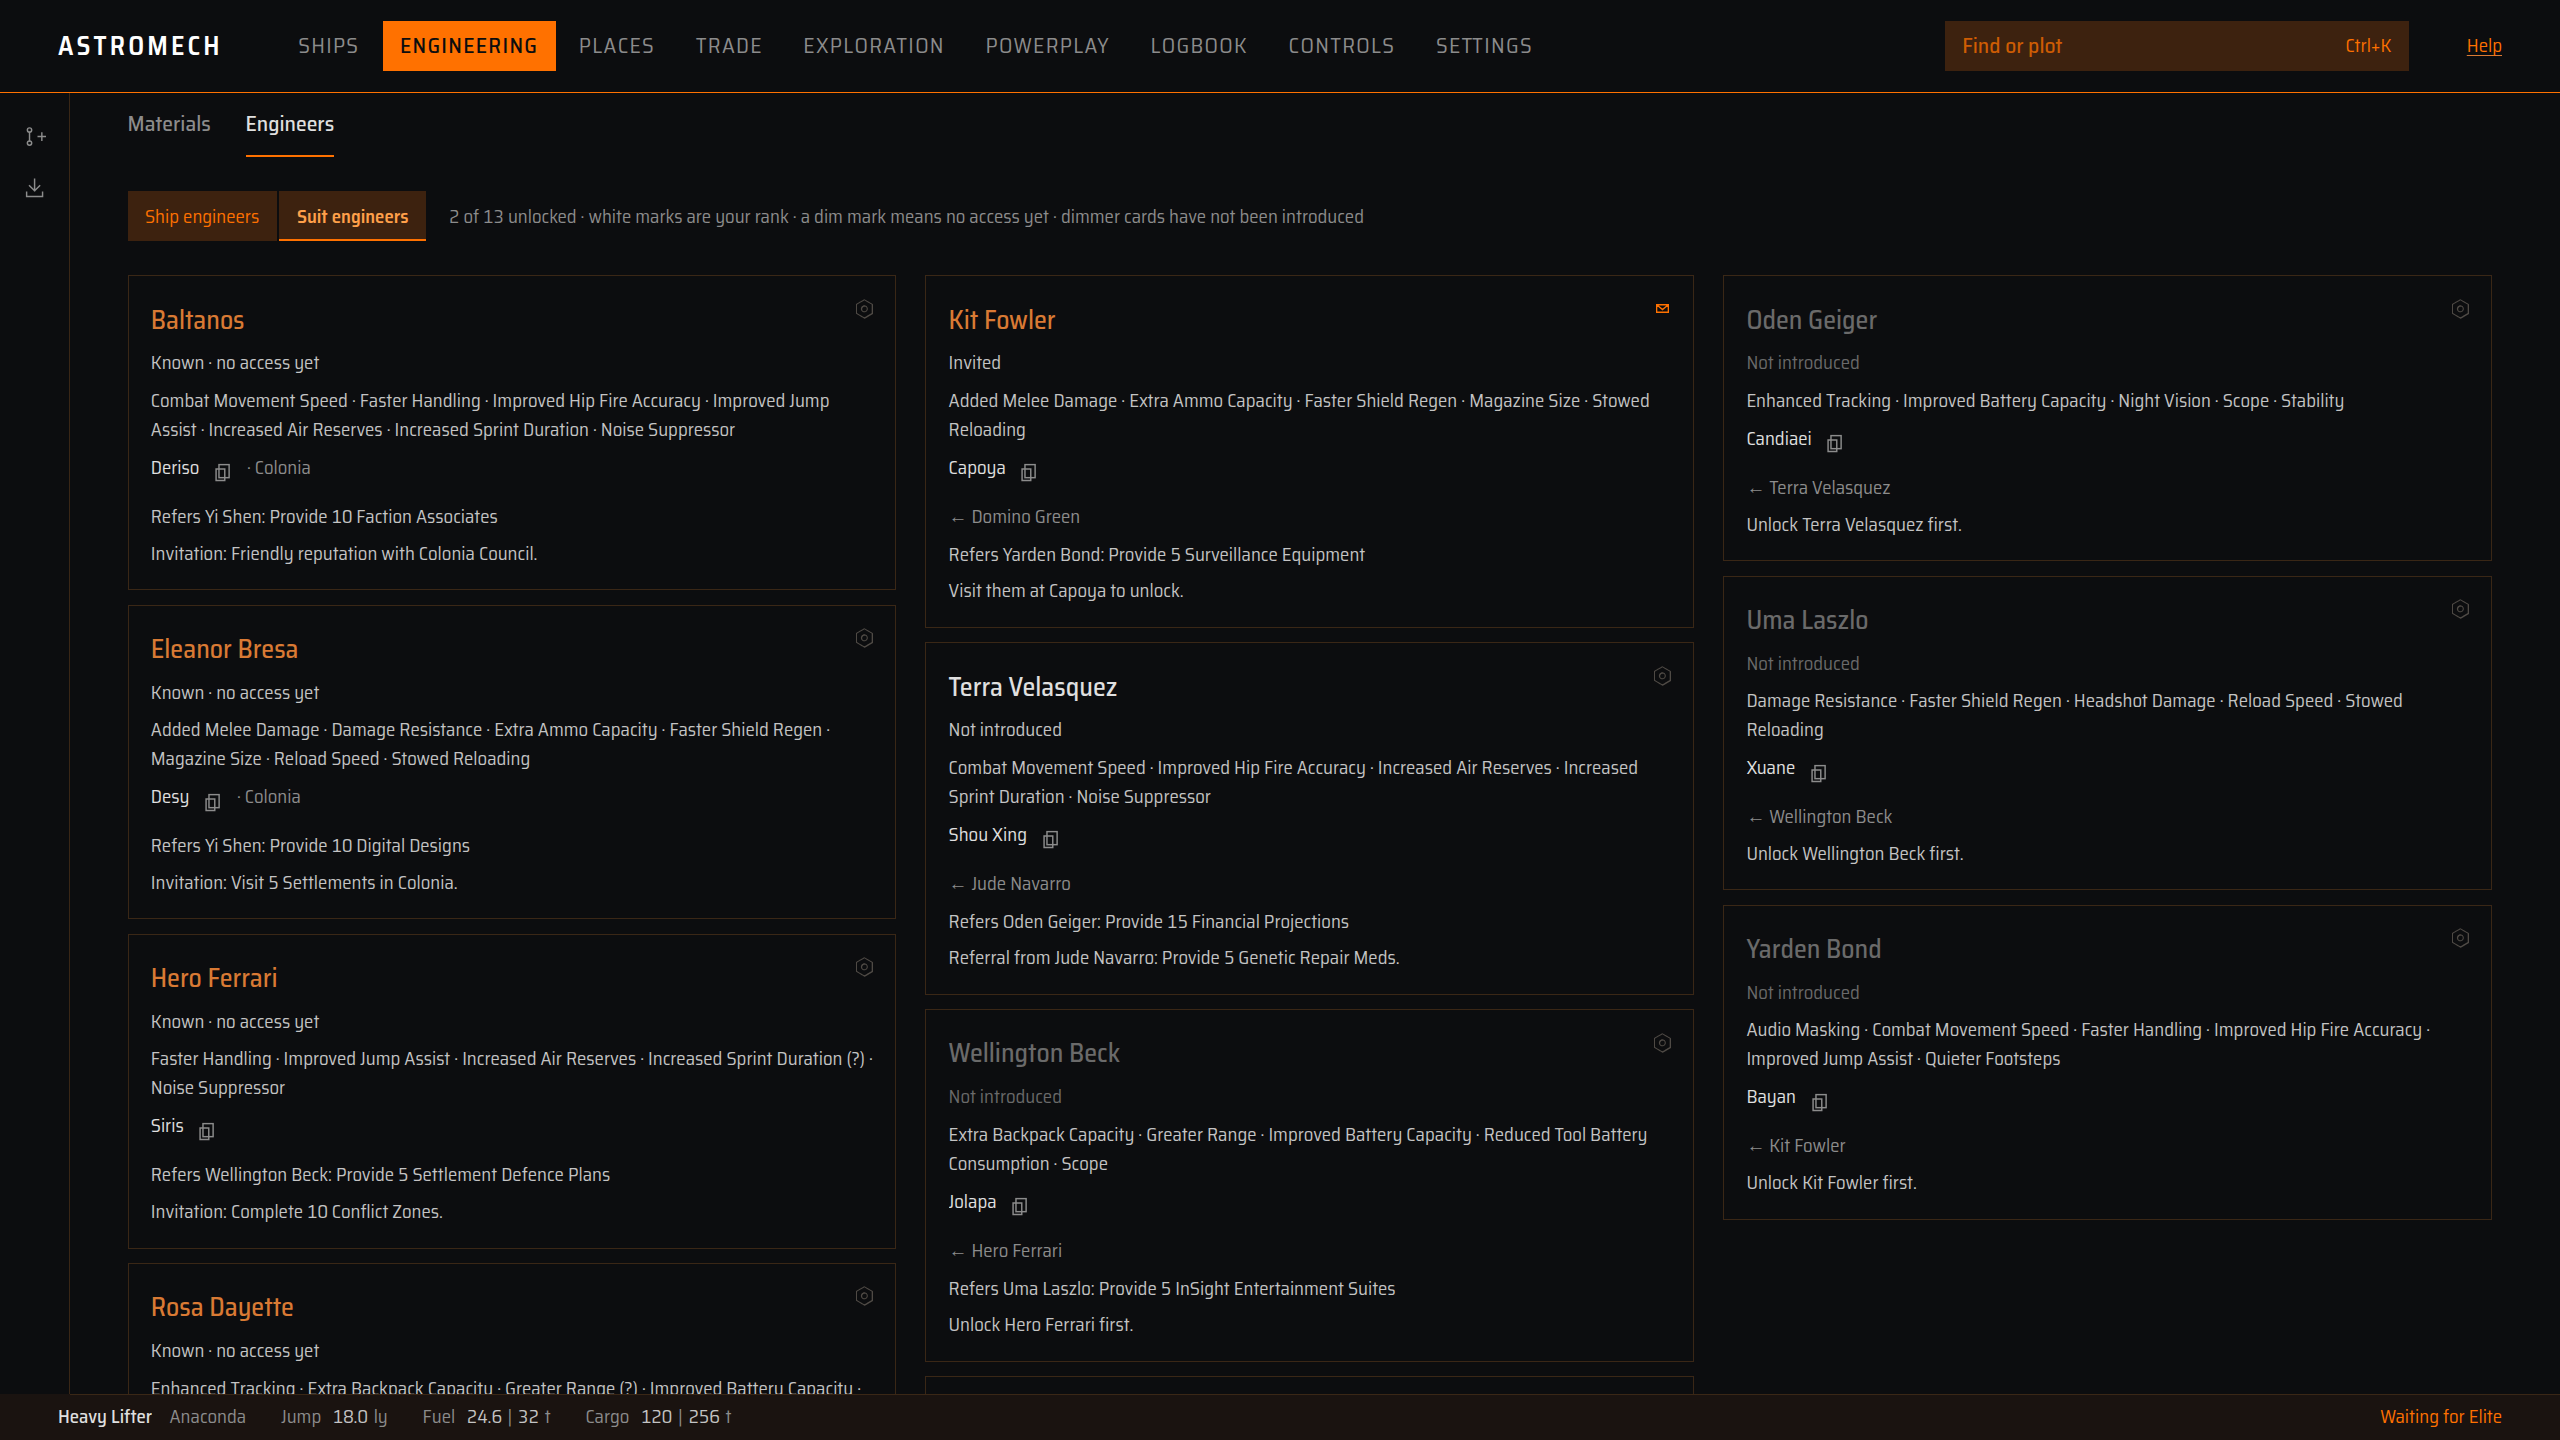 ASTROMECH
SHIPS ENGINEERING PLACES TRADE EXPLORATION POWERPLAY LOGBOOK CONTROLS SETTINGS
Find or plot Ctrl+K
Help
Materials Engineers
Ship engineers Suit engineers 2 of 13 unlocked · white marks are your rank · a dim mark means no access yet · dimmer cards have not been introduced
Baltanos
Known · no access yet
Combat Movement Speed · Faster Handling · Improved Hip Fire Accuracy · Improved Jump
Assist · Increased Air Reserves · Increased Sprint Duration · Noise Suppressor
Deriso · Colonia
Refers Yi Shen: Provide 10 Faction Associates
Invitation: Friendly reputation with Colonia Council.
Eleanor Bresa
Known · no access yet
Added Melee Damage · Damage Resistance · Extra Ammo Capacity · Faster Shield Regen ·
Magazine Size · Reload Speed · Stowed Reloading
Desy · Colonia
Refers Yi Shen: Provide 10 Digital Designs
Invitation: Visit 5 Settlements in Colonia.
Hero Ferrari
Known · no access yet
Faster Handling · Improved Jump Assist · Increased Air Reserves · Increased Sprint Duration (?) ·
Noise Suppressor
Siris
Refers Wellington Beck: Provide 5 Settlement Defence Plans
Invitation: Complete 10 Conflict Zones.
Rosa Dayette
Known · no access yet
Enhanced Tracking · Extra Backpack Capacity · Greater Range (?) · Improved Battery Capacity ·
Kit Fowler
Invited
Added Melee Damage · Extra Ammo Capacity · Faster Shield Regen · Magazine Size · Stowed
Reloading
Capoya
← Domino Green
Refers Yarden Bond: Provide 5 Surveillance Equipment
Visit them at Capoya to unlock.
Terra Velasquez
Not introduced
Combat Movement Speed · Improved Hip Fire Accuracy · Increased Air Reserves · Increased
Sprint Duration · Noise Suppressor
Shou Xing
← Jude Navarro
Refers Oden Geiger: Provide 15 Financial Projections
Referral from Jude Navarro: Provide 5 Genetic Repair Meds.
Wellington Beck
Not introduced
Extra Backpack Capacity · Greater Range · Improved Battery Capacity · Reduced Tool Battery
Consumption · Scope
Jolapa
← Hero Ferrari
Refers Uma Laszlo: Provide 5 InSight Entertainment Suites
Unlock Hero Ferrari first.
Oden Geiger
Not introduced
Enhanced Tracking · Improved Battery Capacity · Night Vision · Scope · Stability
Candiaei
← Terra Velasquez
Unlock Terra Velasquez first.
Uma Laszlo
Not introduced
Damage Resistance · Faster Shield Regen · Headshot Damage · Reload Speed · Stowed
Reloading
Xuane
← Wellington Beck
Unlock Wellington Beck first.
Yarden Bond
Not introduced
Audio Masking · Combat Movement Speed · Faster Handling · Improved Hip Fire Accuracy ·
Improved Jump Assist · Quieter Footsteps
Bayan
← Kit Fowler
Unlock Kit Fowler first.
Heavy Lifter Anaconda Jump 18.0 ly Fuel 24.6 | 32 t Cargo 120 | 256 t
Waiting for Elite